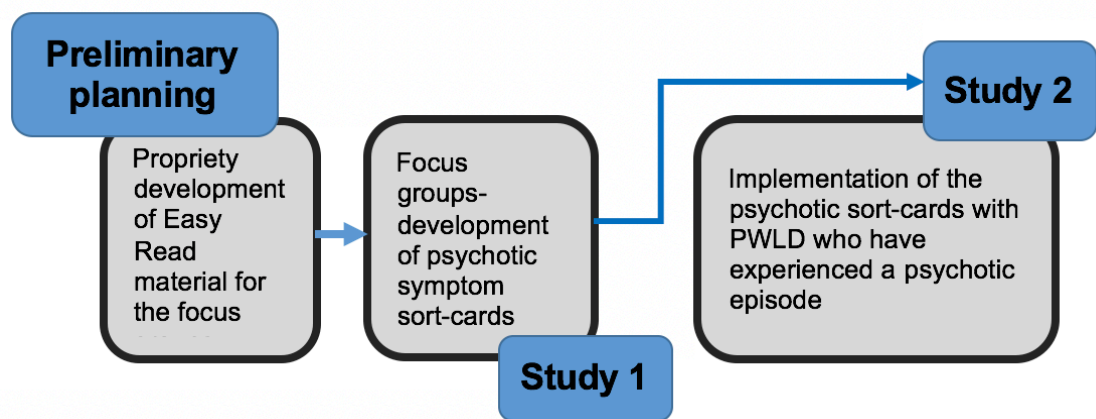 Preliminary
planning
Propriety
development
of Easy
Read
material for
the focus
Focus
groups-
development
of psychotic
symptom
sort-cards
Study 1
Study 2
Implementation of the
psychotic sort-cards with
PWLD who have
experienced a psychotic
episode